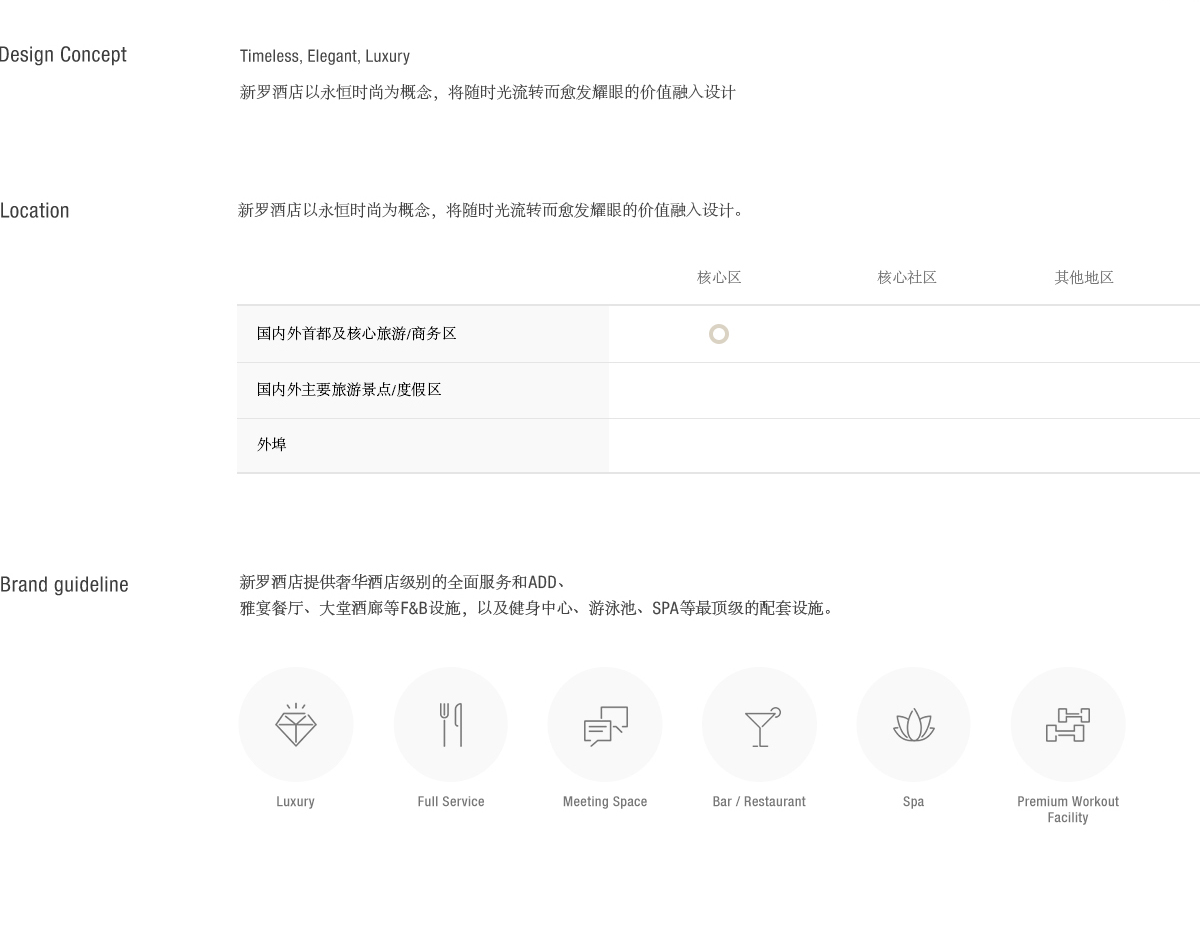 Design Concept
Timeless, Elegant, Luxury
新罗酒店以永恒时尚为概念，将随时光流转而愈发耀眼的价值融入设计
Location
新罗酒店以永恒时尚为概念，将随时光流转而愈发耀眼的价值融入设计。
核心区 核心社区 其他地区
国内外首都及核心旅游/商务区
国内外主要旅游景点/度假区
外埠
Brand guideline
新罗酒店提供奢华酒店级别的全面服务和ADD、
雅宴餐厅、大堂酒廊等F&B设施，以及健身中心、游泳池、SPA等最顶级的配套设施。
Luxury Full Service Meeting Space Bar / Restaurant Spa Premium Workout
Facility